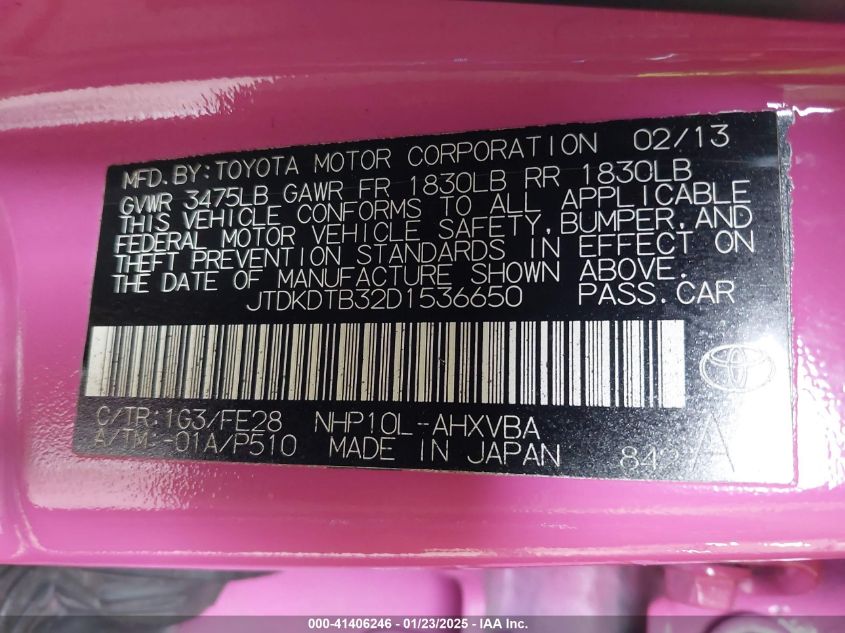 MFD. BY: TOYOTA MOTOR CORPORATION 02/13
GVWR 3475LB GAWR FR 1830LB RR 1830LB
THIS VEHICLE CONFORMS TO ALL APPLICABLE
FEDERAL MOTOR VEHICLE SAFETY, BUMPER, AND
THEFT PREVENTION STANDARDS IN EFFECT ON
THE DATE OF MANUFACTURE SHOWN ABOVE.
JTDKDTB32D1536650 PASS. CAR
C/TR: 1G3/FE28 NHP10L-AHXVBA
A/TM: -01A/P510 MADE IN JAPAN
A
000-41406246 - 01/23/2025 - IAAI.com